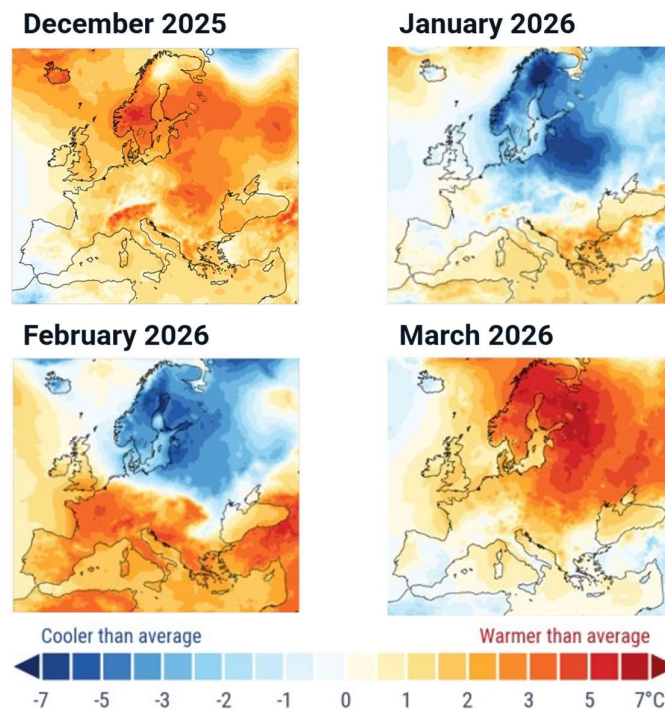 December 2025
January 2026
February 2026
March 2026
Cooler than average
Warmer than average
-7 -5 -3 -2 -1 0 1 2 3 5 7°C